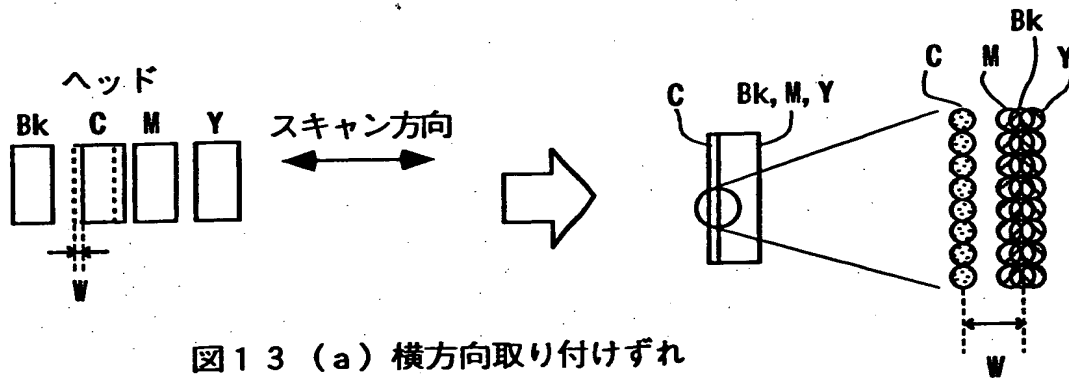 ヘッド
Bk C M Y
スキャン方向
W
C Bk, M, Y
Bk
C M Y
W
図13 (a) 横方向取り付けずれ